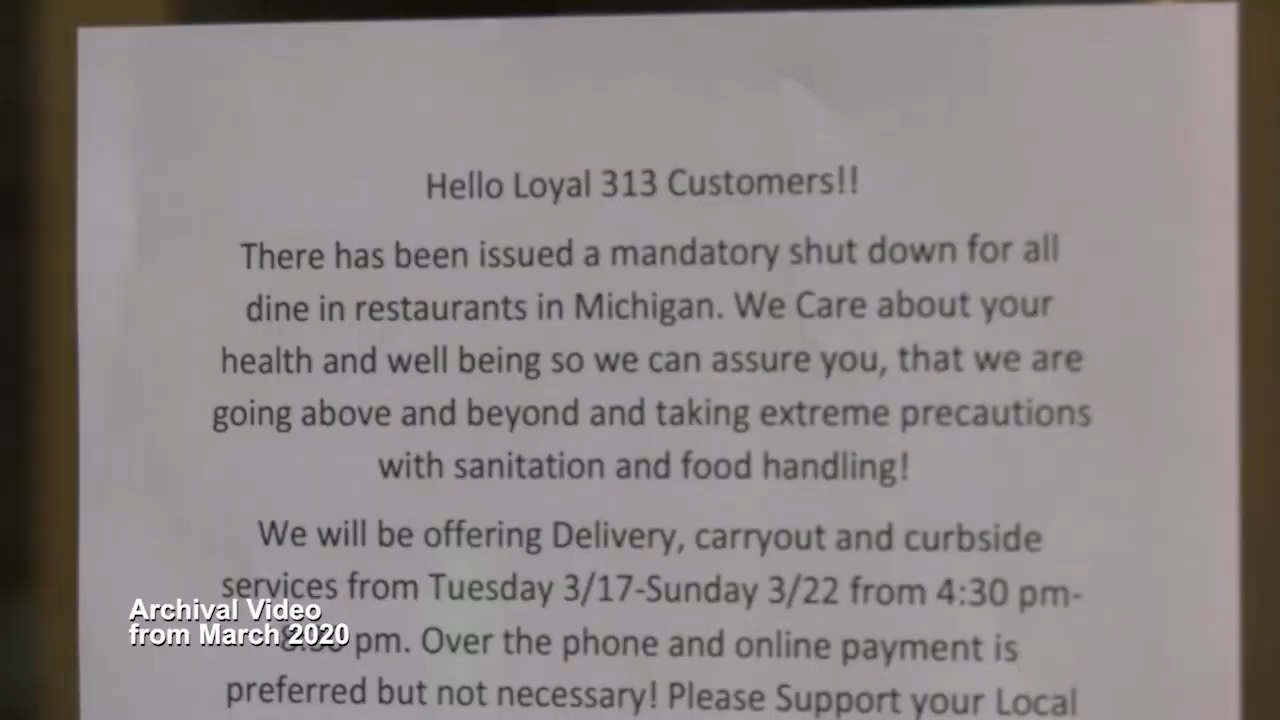 Hello Loyal 313 Customers!!
There has been issued a mandatory shut down for all
dine in restaurants in Michigan. We Care about your
health and well being so we can assure you, that we are
going above and beyond and taking extreme precautions
with sanitation and food handling!
We will be offering Delivery, carryout and curbside
services from Tuesday 3/17-Sunday 3/22 from 4:30 pm-
pm. Over the phone and online payment is
preferred but not necessary! Please Support your Local
Archival Video
from March 2020